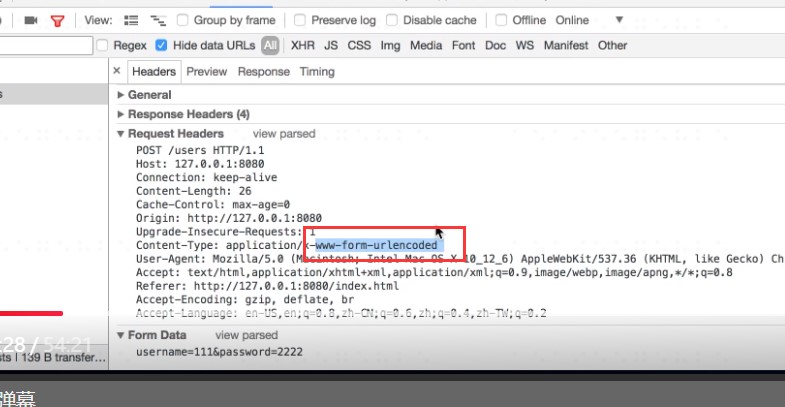 View: Group by frame Preserve log Disable cache Offline Online
Regex Hide data URLs All XHR JS CSS Img Media Font Doc WS Manifest Other
Headers Preview Response Timing
General
Response Headers (4)
Request Headers view parsed
POST /users HTTP/1.1
Host: 127.0.0.1:8080
Connection: keep-alive
Content-Length: 26
Cache-Control: max-age=0
Origin: http://127.0.0.1:8080
Upgrade-Insecure-Requests: 1
Content-Type: application/x-www-form-urlencoded
User-Agent: Mozilla/5.0 (Macintosh; Intel Mac OS X 10_12_6) AppleWebKit/537.36 (KHTML, like Gecko) Ch
Accept: text/html,application/xhtml+xml,application/xml;q=0.9,image/webp,image/apng,*/*;q=0.8
Referer: http://127.0.0.1:8080/index.html
Accept-Encoding: gzip, deflate, br
Accept-Language: en-US,en;q=0.8,zh-CN;q=0.6,zh;q=0.4,zh-TW;q=0.2
:28 / 54:21
Form Data view parsed
username=111&password=2222
sts | 139 B transfer...
弹幕